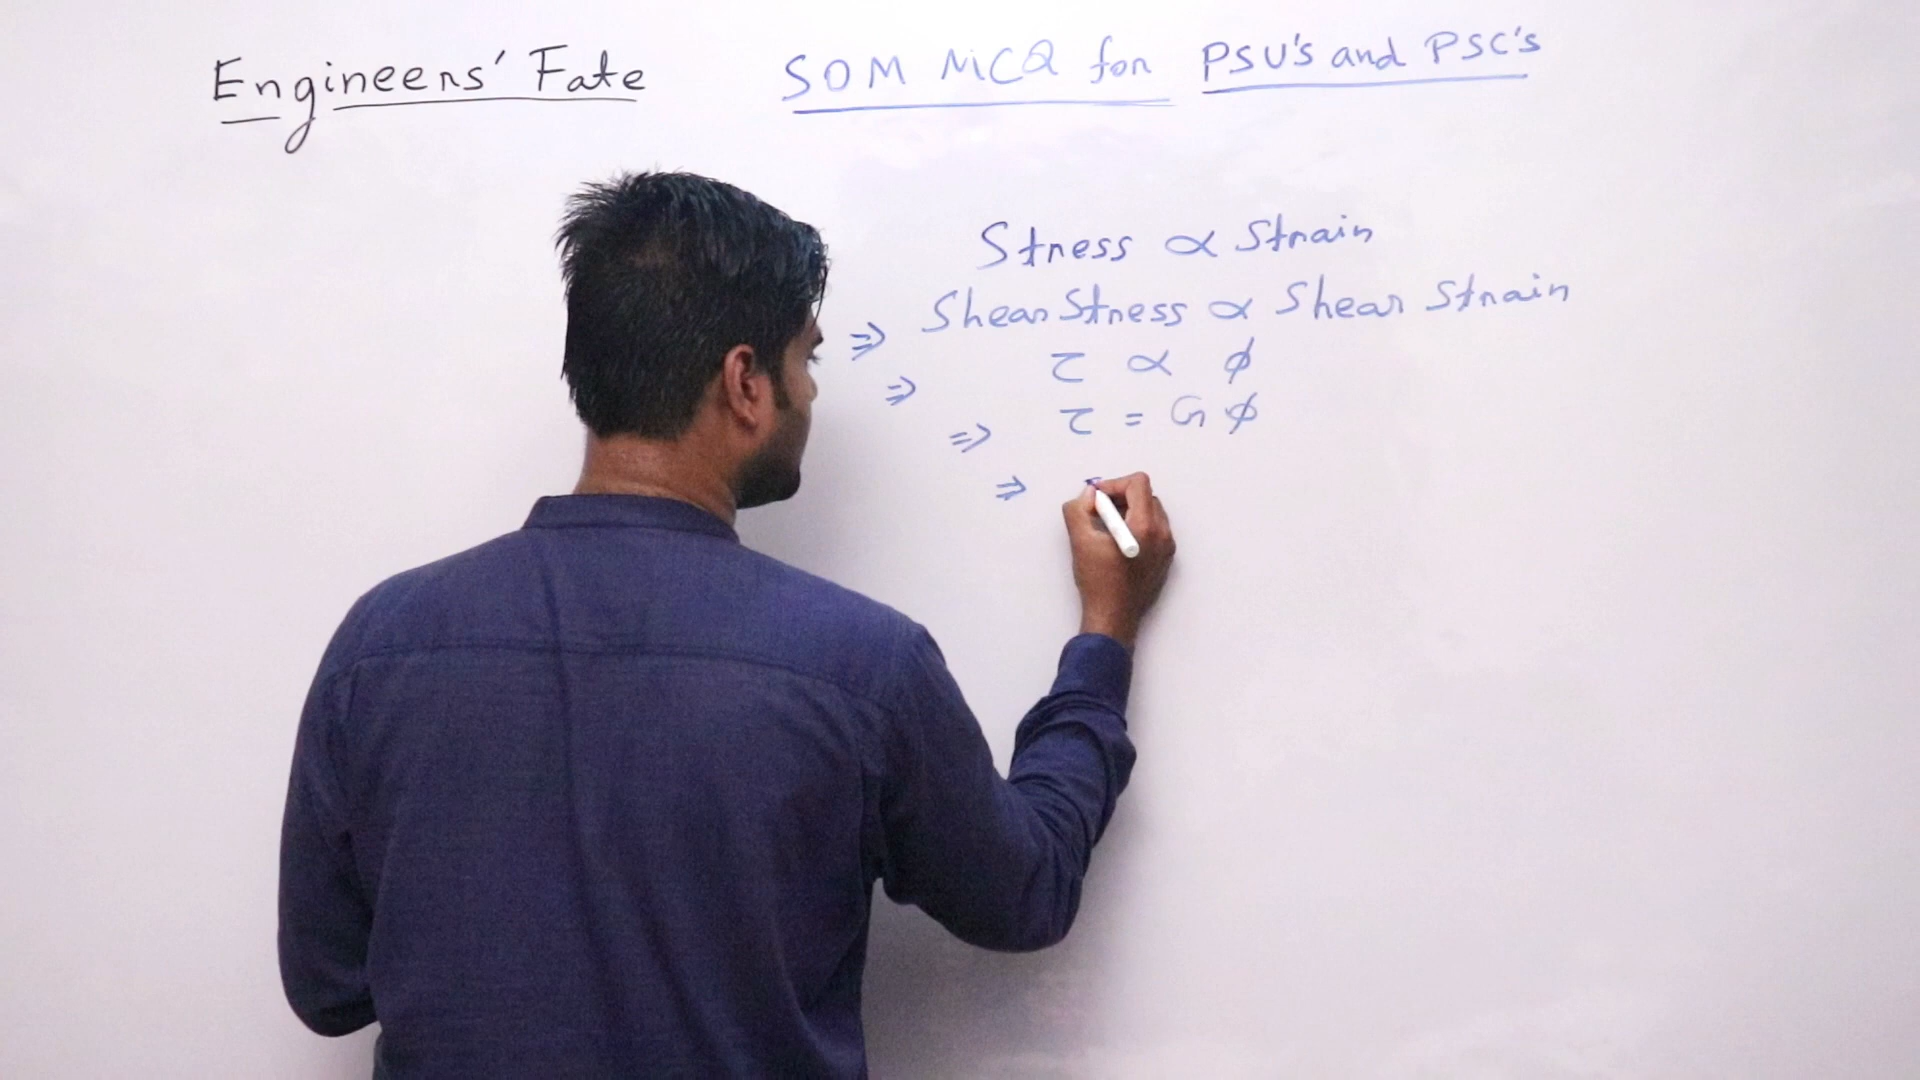 Engineers' Fate SOM MCQ for PSU's and PSC's
Stress ∝ Strain
⇒ Shear Stress ∝ Shear Strain
⇒ τ ∝ ϕ
⇒ τ = G ϕ
⇒